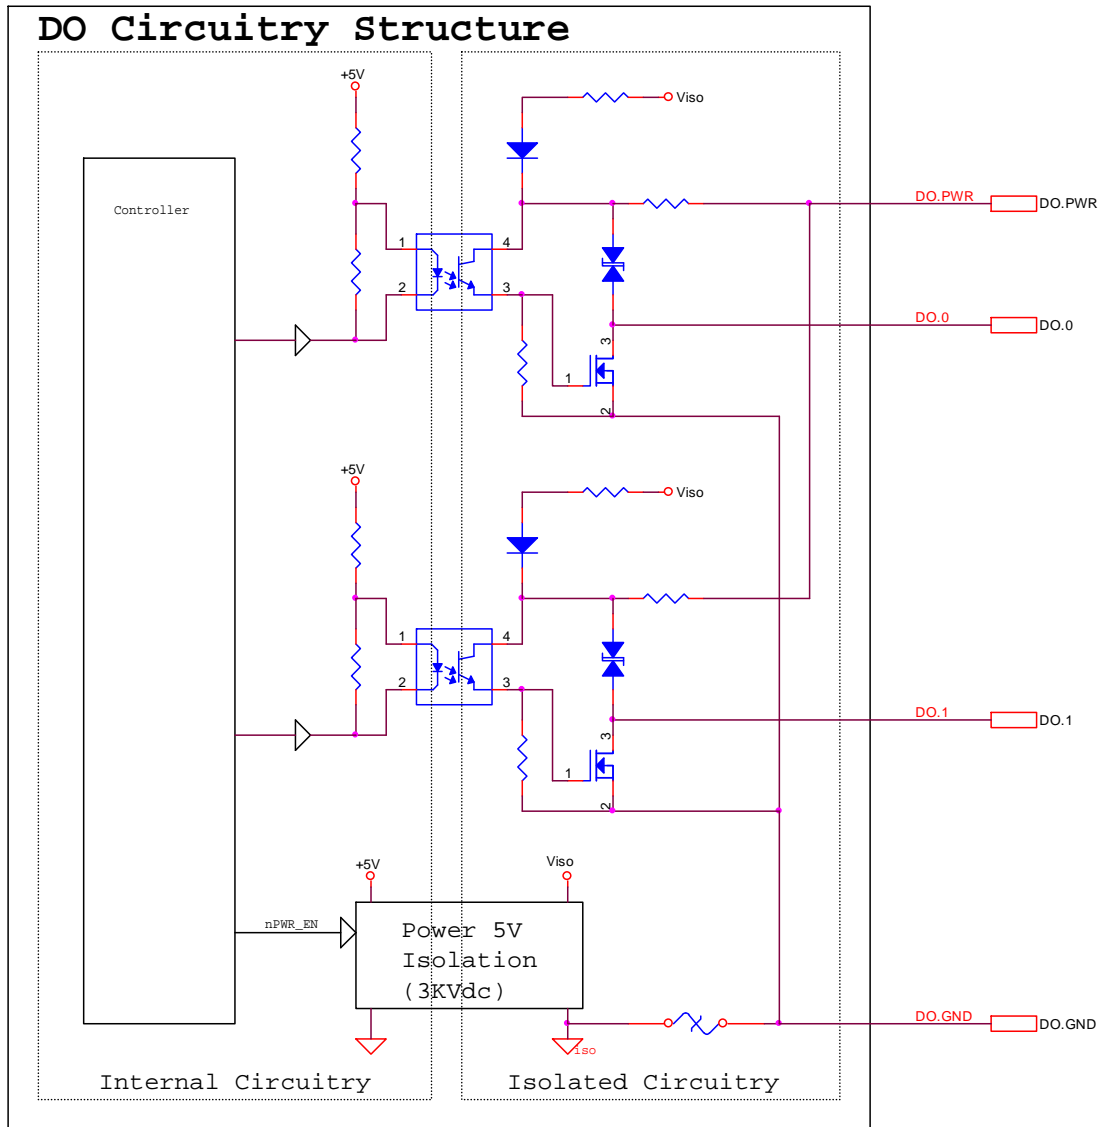 DO Circuitry Structure
+5V
Viso
Controller
DO.PWR
DO.PWR
1
4
2
3
DO.0
DO.0
3
1
2
+5V
Viso
1
4
2
3
DO.1
DO.1
3
1
2
+5V
Viso
nPWR_EN
Power 5V
Isolation
(3KVdc)
DO.GND
DO.GND
iso
Internal Circuitry
Isolated Circuitry